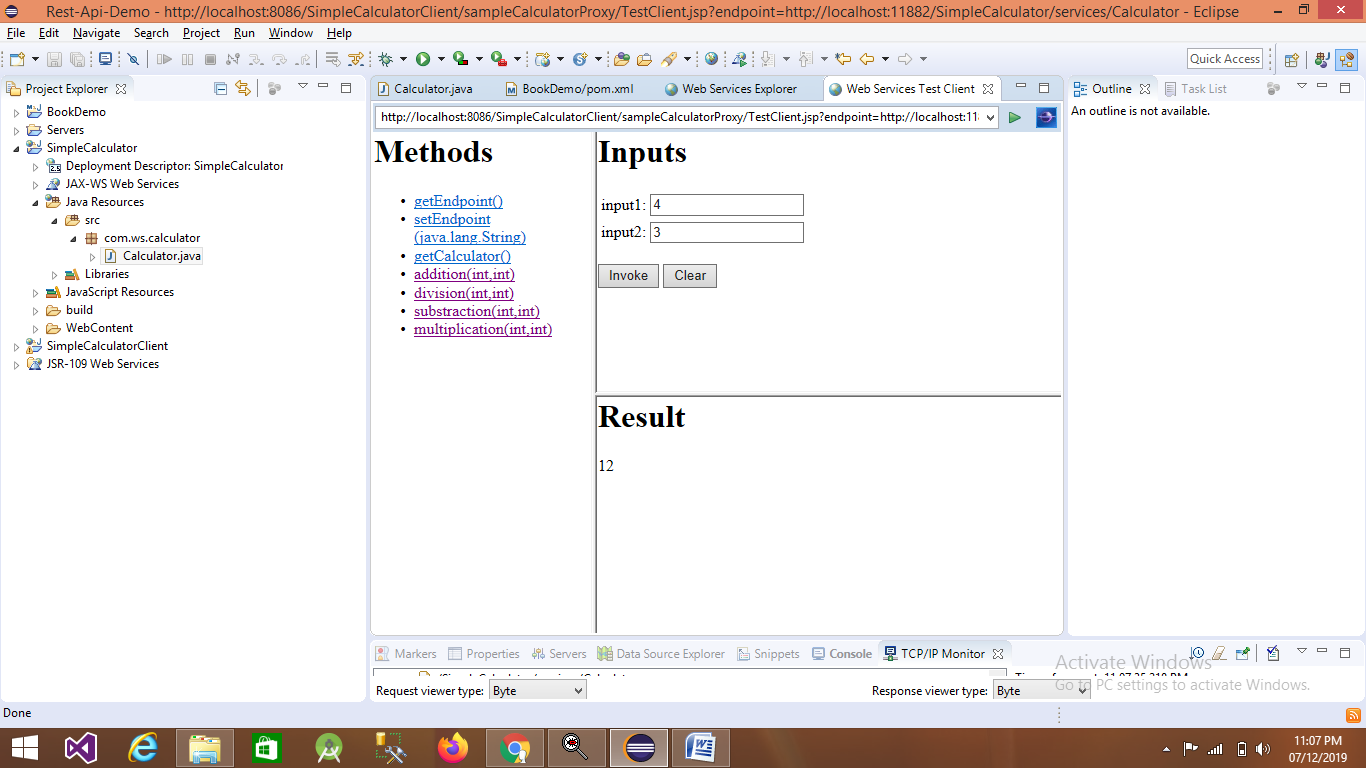 Rest-Api-Demo - http://localhost:8086/SimpleCalculatorClient/sampleCalculatorProxy/TestClient.jsp?endpoint=http://localhost:11882/SimpleCalculator/services/Calculator - Eclipse
File Edit Navigate Search Project Run Window Help
Quick Access
Project Explorer
BookDemo
Servers
SimpleCalculator
Deployment Descriptor: SimpleCalculator
JAX-WS Web Services
Java Resources
src
com.ws.calculator
Calculator.java
Libraries
JavaScript Resources
build
WebContent
SimpleCalculatorClient
JSR-109 Web Services
Calculator.java BookDemo/pom.xml Web Services Explorer Web Services Test Client
http://localhost:8086/SimpleCalculatorClient/sampleCalculatorProxy/TestClient.jsp?endpoint=http://localhost:11
Methods
getEndpoint()
setEndpoint
(java.lang.String)
getCalculator()
addition(int,int)
division(int,int)
substraction(int,int)
multiplication(int,int)
Inputs
input1: 4
input2: 3
Invoke Clear
Result
12
Outline Task List
An outline is not available.
Markers Properties Servers Data Source Explorer Snippets Console TCP/IP Monitor
Request viewer type: Byte Response viewer type: Byte
Activate Windows
Go to PC settings to activate Windows.
Done
11:07 PM
07/12/2019